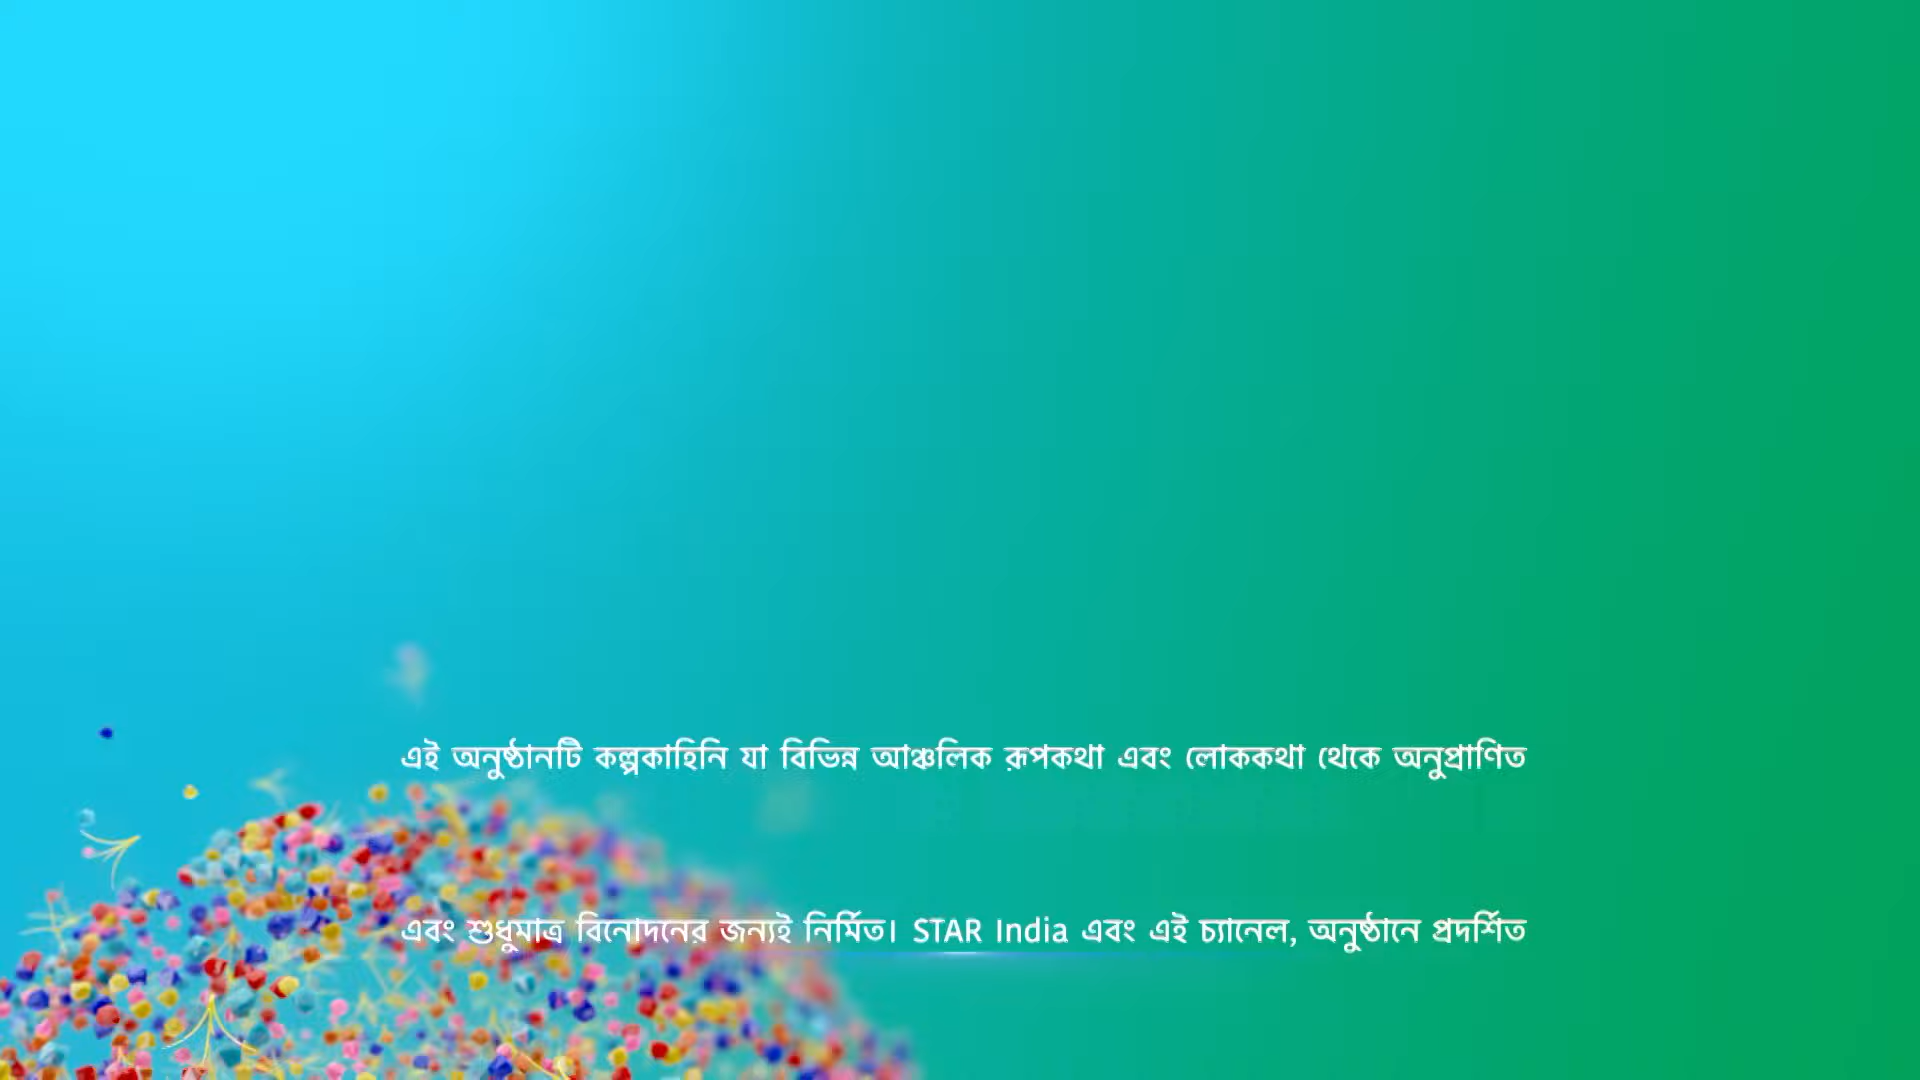 এই অনুষ্ঠানটি কল্পকাহিনি যা বিভিন্ন আঞ্চলিক রূপকথা এবং লোককথা থেকে অনুপ্রাণিত
এবং শুধুমাত্র বিনোদনের জন্যই নির্মিত। STAR India এবং এই চ্যানেল, অনুষ্ঠানে প্রদর্শিত